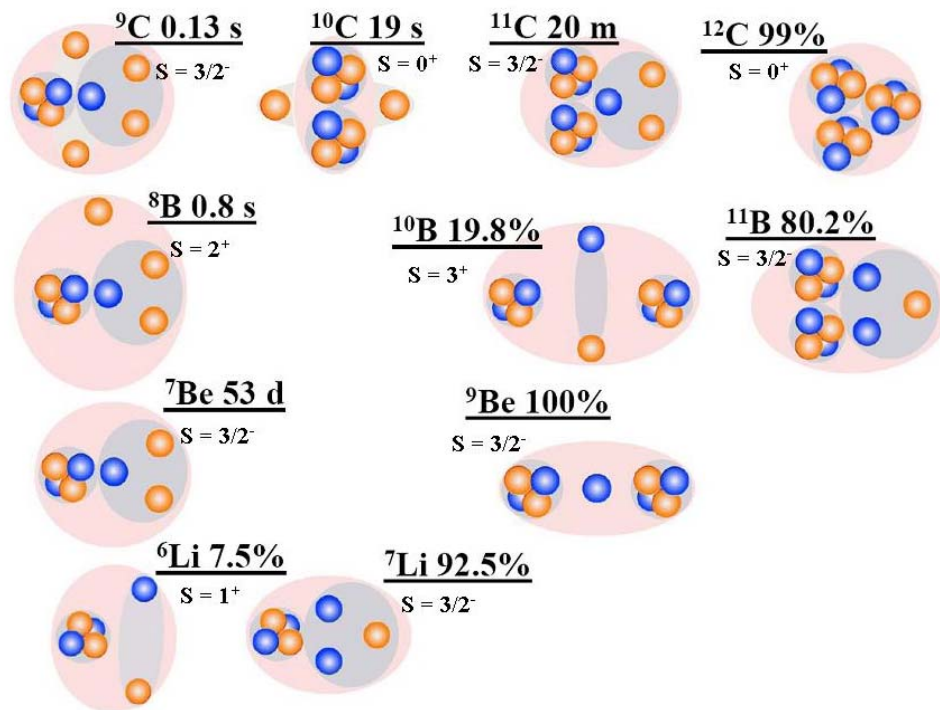 ⁹C 0.13 s
S = 3/2⁻
¹⁰C 19 s
S = 0⁺
¹¹C 20 m
S = 3/2⁻
¹²C 99%
S = 0⁺
⁸B 0.8 s
S = 2⁺
¹⁰B 19.8%
S = 3⁺
¹¹B 80.2%
S = 3/2⁻
⁷Be 53 d
S = 3/2⁻
⁹Be 100%
S = 3/2⁻
⁶Li 7.5%
S = 1⁺
⁷Li 92.5%
S = 3/2⁻